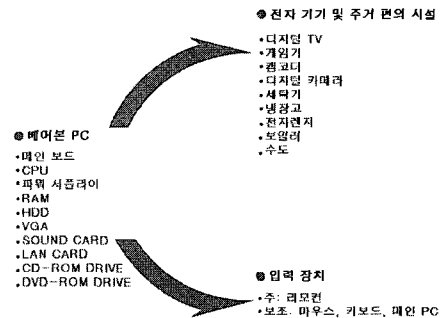 ● 전자 기기 및 주거 편의 시설
•디지털 TV
•게임기
•캠코더
•디지털 카메라
•세탁기
•냉장고
•전자렌지
•보일러
•수도
● 베어본 PC
•메인 보드
•CPU
•파워 서플라이
•RAM
•HDD
•VGA
•SOUND CARD
•LAN CARD
•CD-ROM DRIVE
•DVD-ROM DRIVE
● 입력 장치
•주: 리모컨
•보조: 마우스, 키보드, 메인 PC